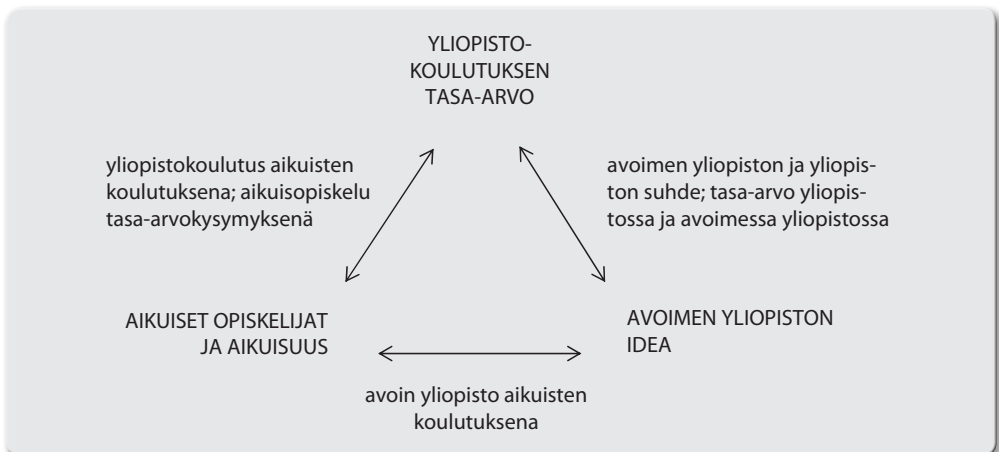 YLIOPISTO-
KOULUTUKSEN
TASA-ARVO
yliopistokoulutus aikuisten
koulutuksena; aikuisopiskelu
tasa-arvokysymyksenä
avoimen yliopiston ja yliopis-
ton suhde; tasa-arvo yliopis-
tossa ja avoimessa yliopistossa
AIKUISET OPISKELIJAT
JA AIKUISUUS
AVOIMEN YLIOPISTON
IDEA
avoin yliopisto aikuisten
koulutuksena